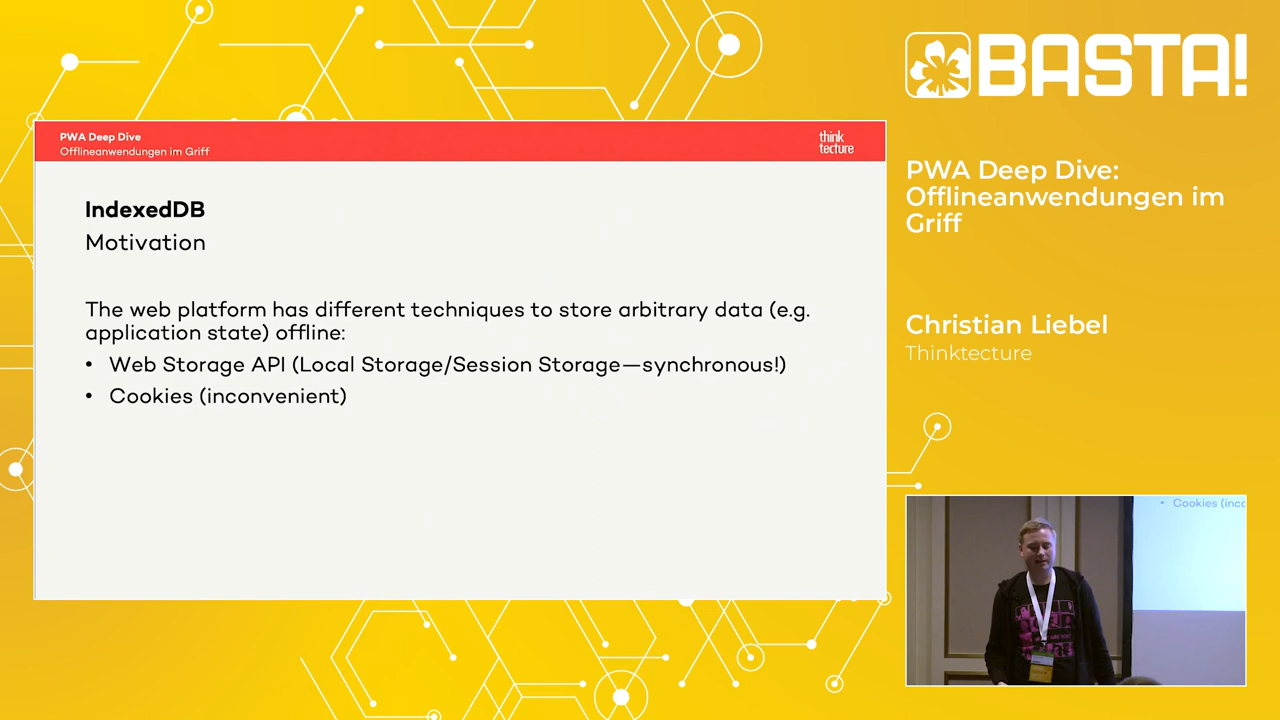 BASTA!
PWA Deep Dive
Offlineanwendungen im Griff
think
tecture
IndexedDB
Motivation
The web platform has different techniques to store arbitrary data (e.g.
application state) offline:
• Web Storage API (Local Storage/Session Storage—synchronous!)
• Cookies (inconvenient)
PWA Deep Dive:
Offlineanwendungen im
Griff
Christian Liebel
Thinktecture
• Cookies (inco